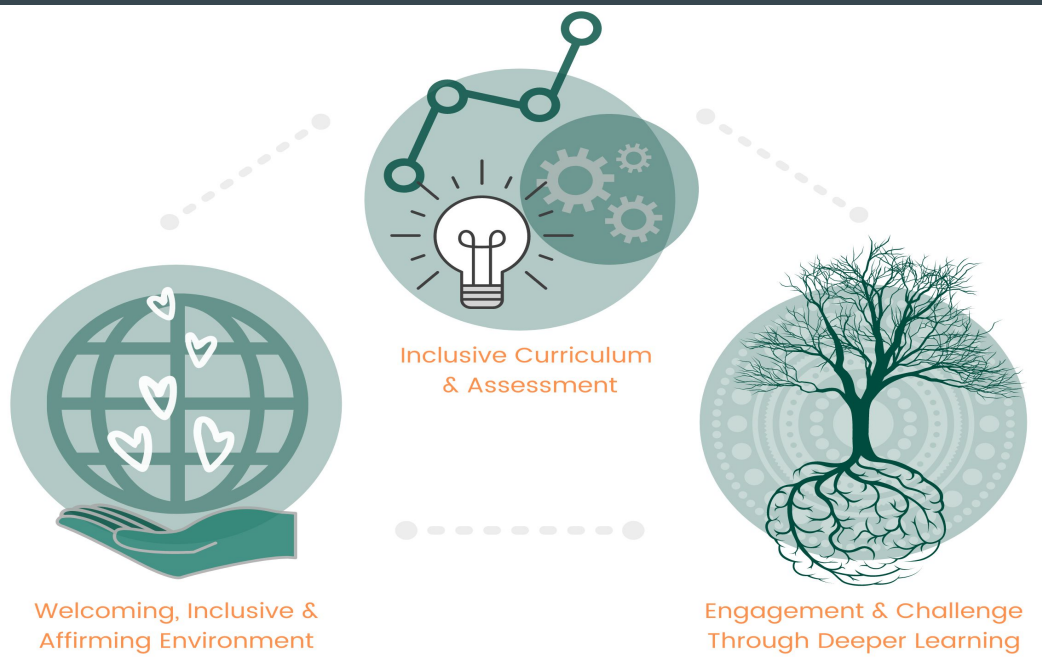 Inclusive Curriculum
& Assessment
Welcoming, Inclusive &
Affirming Environment
Engagement & Challenge
Through Deeper Learning